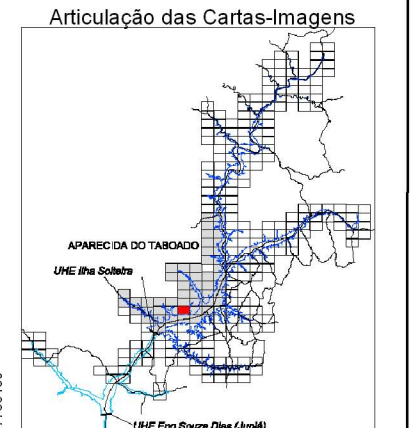 Articulação das Cartas-Imagens
APARECIDA DO TABOADO
UHE Ilha Solteira
UHE Eng Souza Dias (Jupiá)